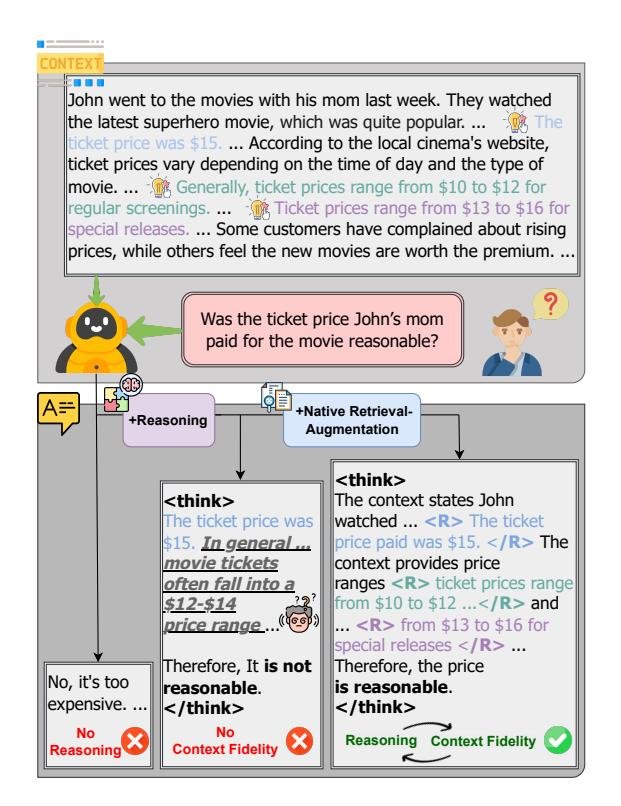 CONTEXT
John went to the movies with his mom last week. They watched
the latest superhero movie, which was quite popular. ... The
ticket price was $15. ... According to the local cinema's website,
ticket prices vary depending on the time of day and the type of
movie. ... Generally, ticket prices range from $10 to $12 for
regular screenings. ... Ticket prices range from $13 to $16 for
special releases. ... Some customers have complained about rising
prices, while others feel the new movies are worth the premium. ...
Was the ticket price John's mom
paid for the movie reasonable?
?
A
+Reasoning
+Native Retrieval-
Augmentation
No, it's too
expensive. ...
No
Reasoning
<think>
The ticket price was
$15. In general ...
movie tickets
often fall into a
$12-$14
price range ...
Therefore, It is not
reasonable.
</think>
No
Context Fidelity
<think>
The context states John
watched ... <R> The ticket
price paid was $15. </R> The
context provides price
ranges <R> ticket prices range
from $10 to $12 ...</R> and
... <R> from $13 to $16 for
special releases </R> ...
Therefore, the price
is reasonable.
</think>
Reasoning Context Fidelity